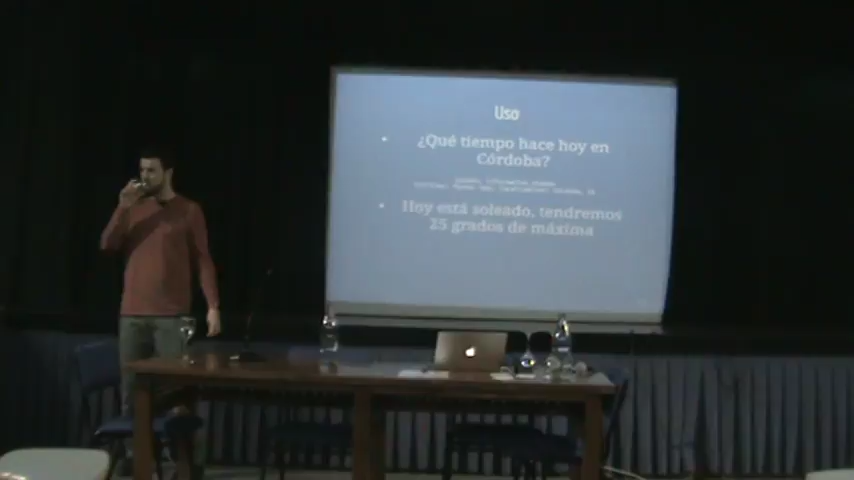 Uso
¿Qué tiempo hace hoy en
Córdoba?
Hoy está soleado, tendremos
25 grados de máxima